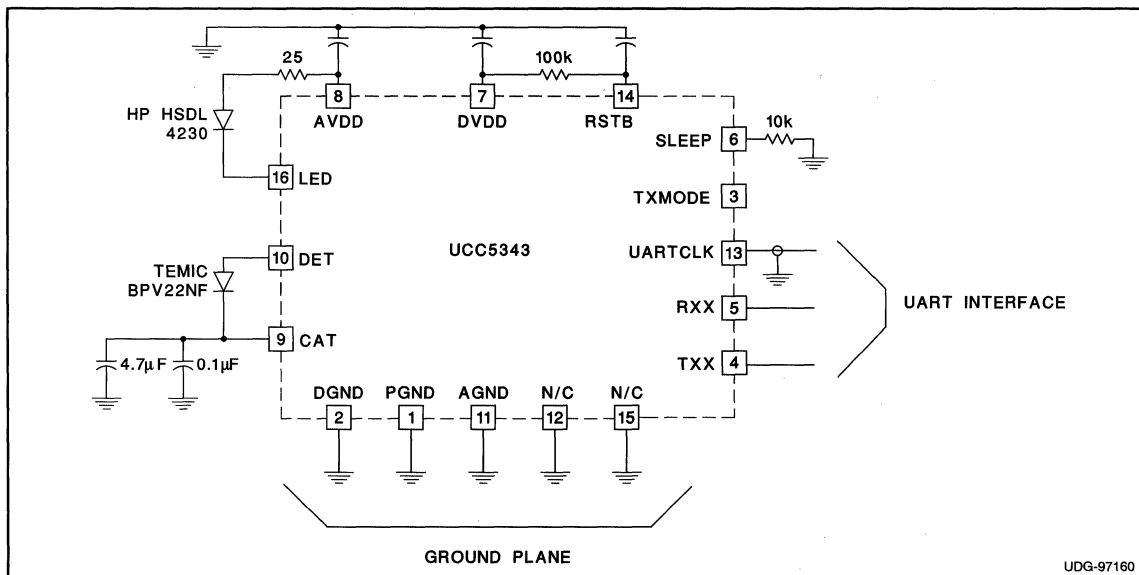 25
100k
8
7
14
AVDD
DVDD
RSTB
HP HSDL
4230
SLEEP
6
10k
16
LED
TXMODE
3
UCC5343
UARTCLK
13
10
DET
TEMIC
BPV22NF
RXX
5
UART INTERFACE
9
CAT
4.7µF
0.1µF
TXX
4
DGND
PGND
AGND
N/C
N/C
2
1
11
12
15
GROUND PLANE
UDG-97160